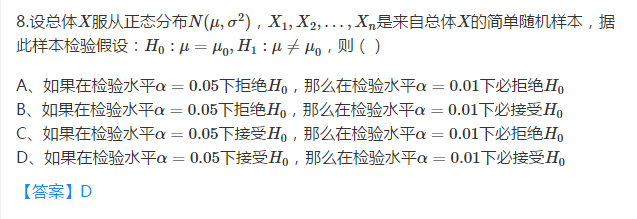 8.设总体X服从正态分布N(μ, σ²)，X₁, X₂, . . . , Xₙ是来自总体X的简单随机样本，据
此样本检验假设：H₀ : μ = μ₀, H₁ : μ ≠ μ₀，则（ ）
A、如果在检验水平α = 0.05下拒绝H₀，那么在检验水平α = 0.01下必拒绝H₀
B、如果在检验水平α = 0.05下拒绝H₀，那么在检验水平α = 0.01下必接受H₀
C、如果在检验水平α = 0.05下接受H₀，那么在检验水平α = 0.01下必拒绝H₀
D、如果在检验水平α = 0.05下接受H₀，那么在检验水平α = 0.01下必接受H₀
【答案】D